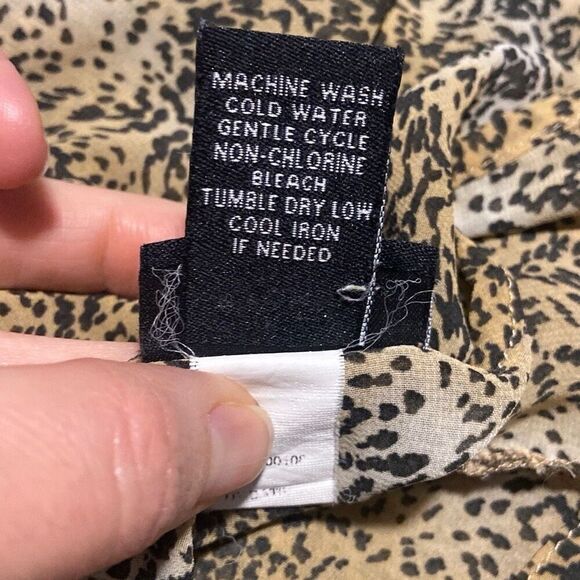 MACHINE WASH
COLD WATER
GENTLE CYCLE
NON-CHLORINE
BLEACH
TUMBLE DRY LOW
COOL IRON
IF NEEDED